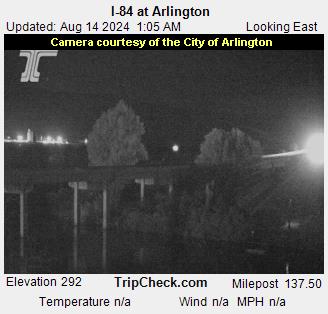 I-84 at Arlington
Updated: Aug 14 2024 1:05 AM Looking East
Camera courtesy of the City of Arlington
Elevation 292 TripCheck.com Milepost 137.50
Temperature n/a Wind n/a MPH n/a